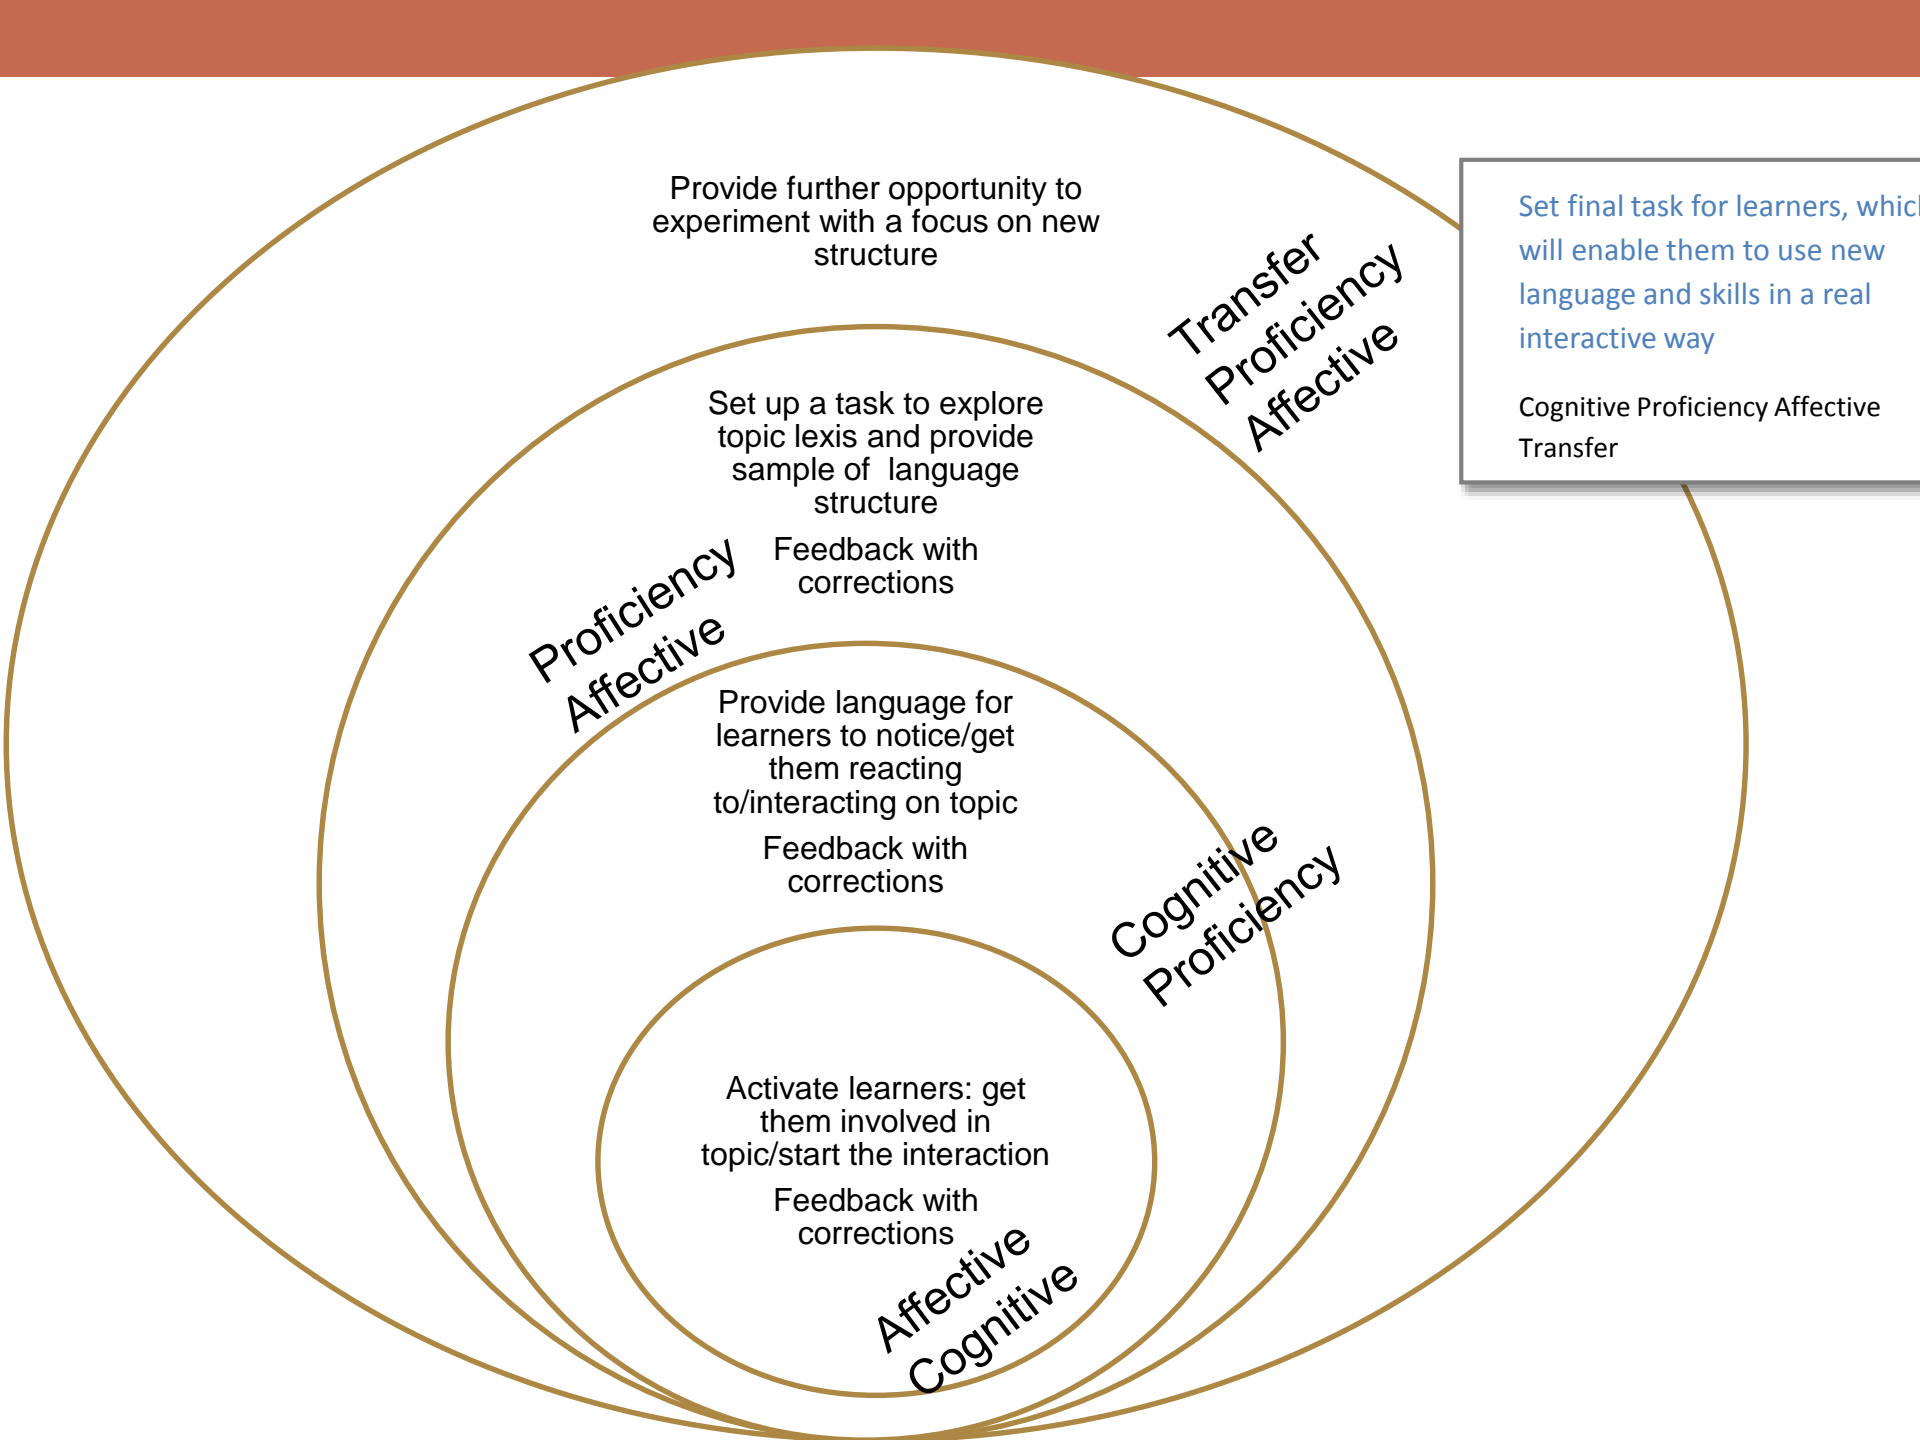 Provide further opportunity to
experiment with a focus on new
structure
Transfer
Proficiency
Affective
Set final task for learners, which
will enable them to use new
language and skills in a real
interactive way
Cognitive Proficiency Affective
Transfer
Set up a task to explore
topic lexis and provide
sample of language
structure
Feedback with
corrections
Proficiency
Affective
Provide language for
learners to notice/get
them reacting
to/interacting on topic
Feedback with
corrections
Cognitive
Proficiency
Activate learners: get
them involved in
topic/start the interaction
Feedback with
corrections
Affective
Cognitive